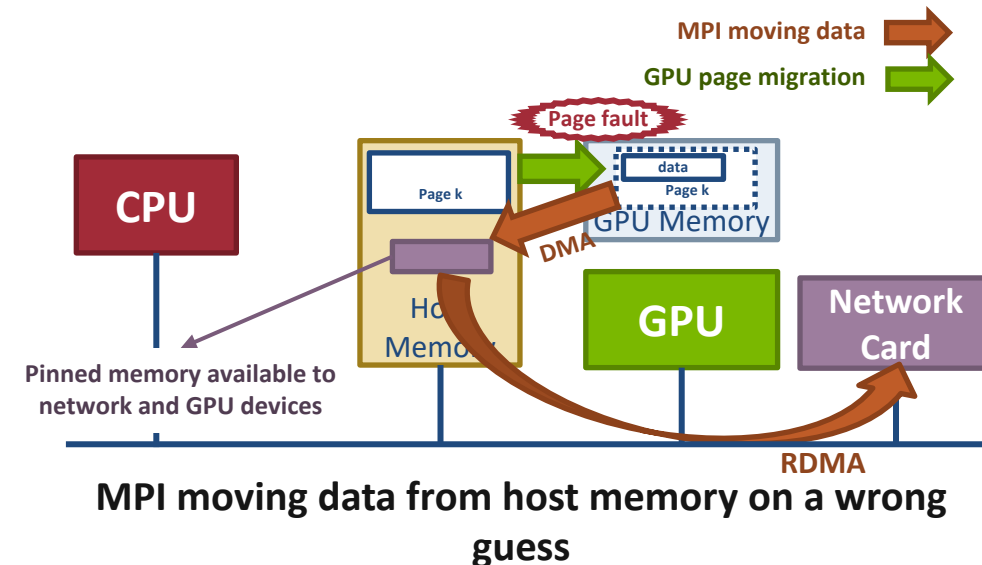 MPI moving data
GPU page migration
Page fault
data
Page k
Page k
CPU
GPU Memory
DMA
GPU
Network
Card
Memory
Pinned memory available to
network and GPU devices
RDMA
MPI moving data from host memory on a wrong
guess